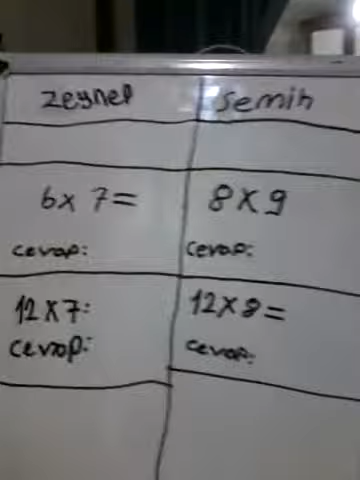 zeynep
semih
6x 7=
8x9
cevap:
cevap:
12x7:
12x8=
cevap:
cevap: